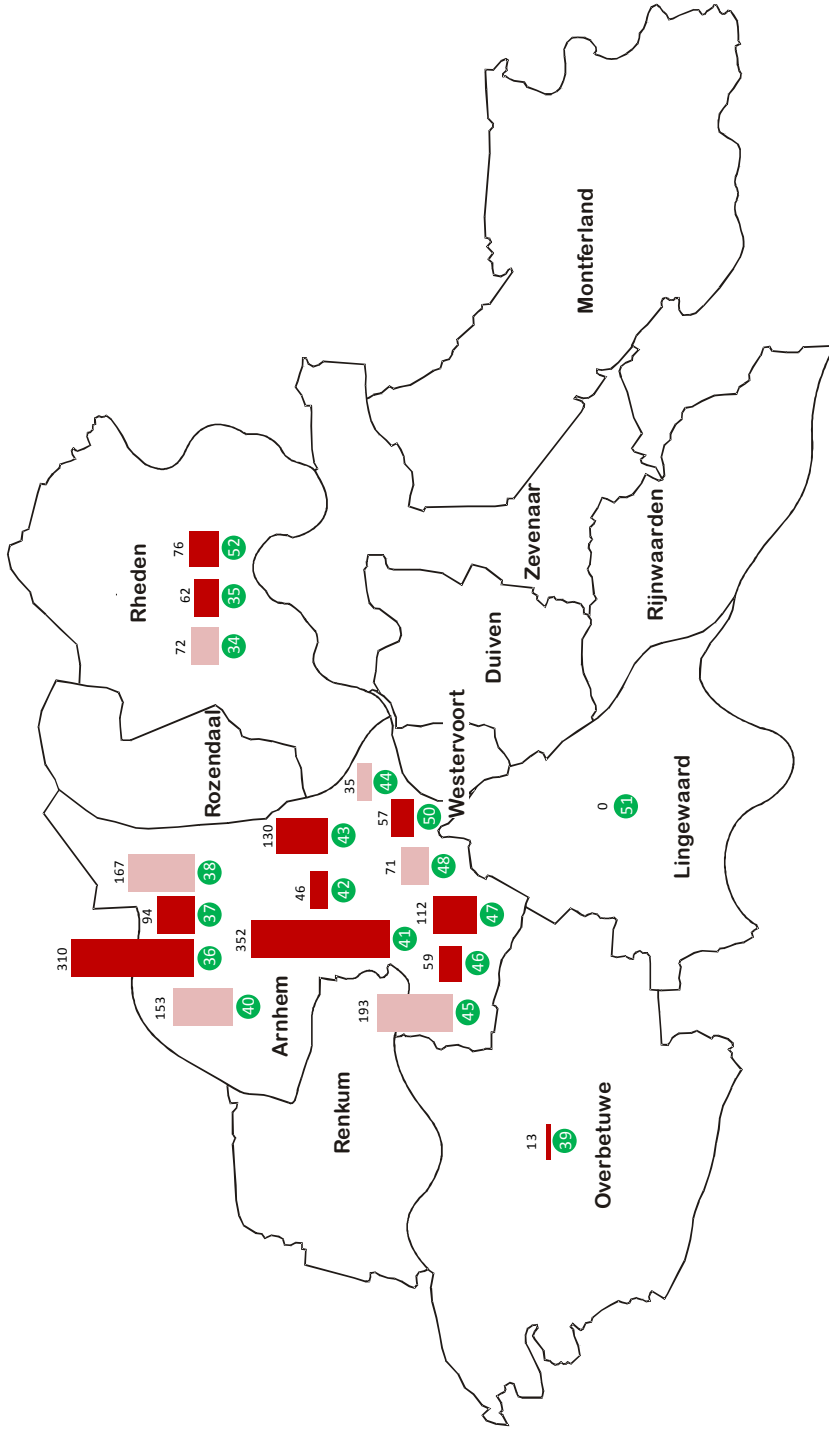 310
167
Rheden
94
153
72 62 76
36 37 38
Rozendaal
34 35 52
352
40
130
Arnhem
46
Renkum
42 43
35
193
57
44
71
41
112
59
50
48
Westervoort
45 46 47
Duiven
13
Zevenaar
39
Montferland
Overbetuwe
0
51
Rijnwaarden
Lingewaard